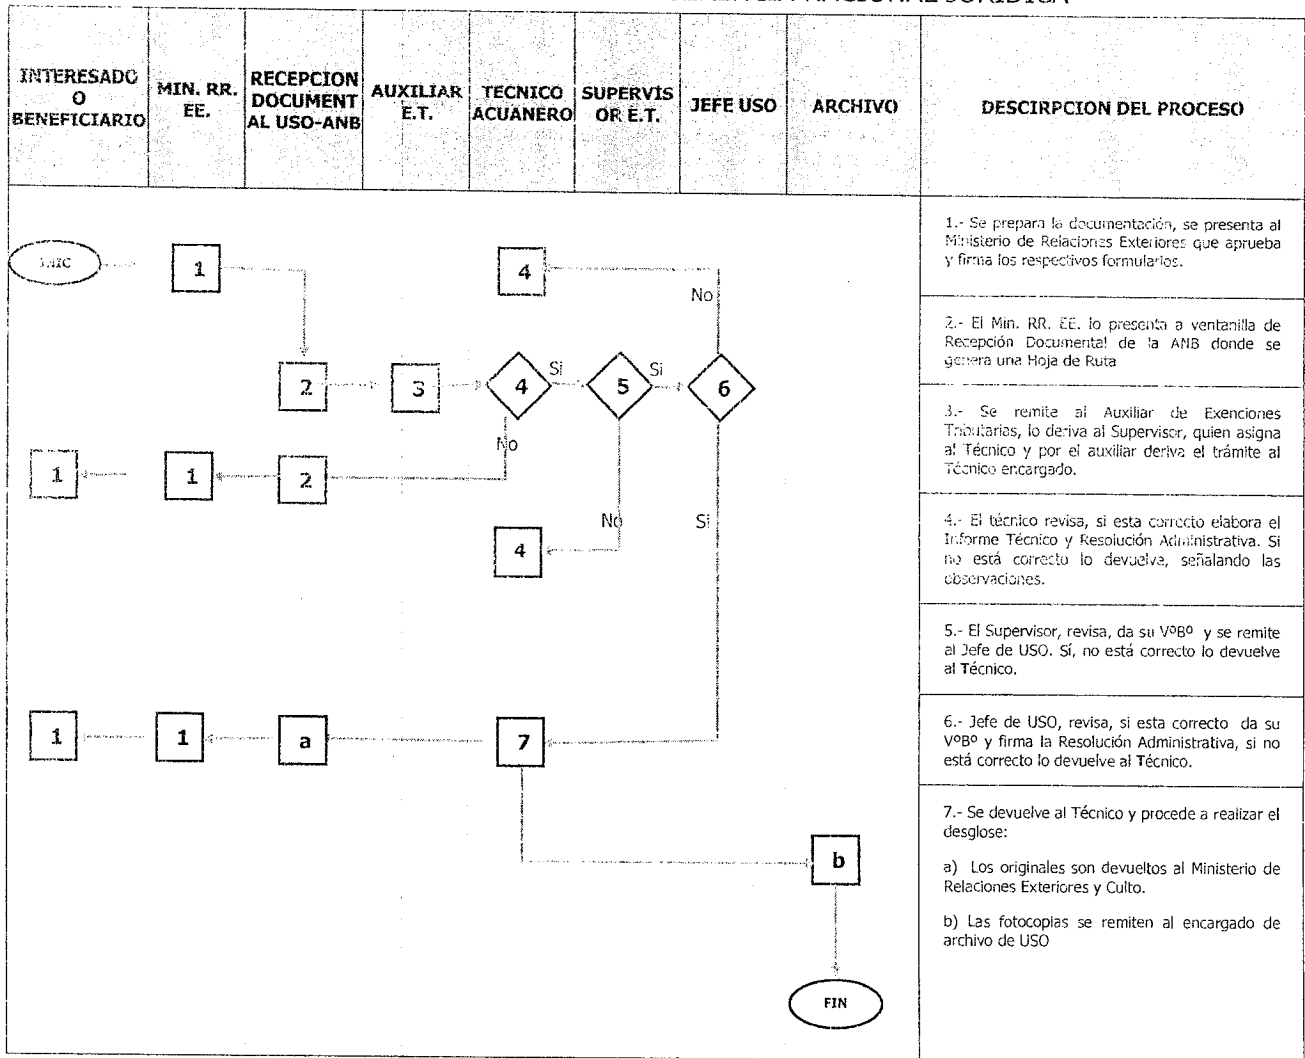 NACIONAL JURIDICA
INTERESADO
O
BENEFICIARIO
MIN. RR.
EE.
RECEPCION
DOCUMENT
AL USO-ANB
AUXILIAR
E.T.
TECNICO
ACUANERO
SUPERVIS
OR E.T.
JEFE USO
ARCHIVO
DESCIRPCION DEL PROCESO
1
4
No
2
3
4
Si
5
Si
6
No
1
1
2
No
Si
4
1
1
a
7
b
FIN
1.- Se prepara la documentación, se presenta al
Ministerio de Relaciones Exteriores que aprueba
y firma los respectivos formularios.
2.- El Min. RR. EE. lo presenta a ventanilla de
Recepción Documental de la ANB donde se
genera una Hoja de Ruta
3.- Se remite al Auxiliar de Exenciones
Tributarias, lo deriva al Supervisor, quien asigna
al Técnico y por el auxiliar deriva el trámite al
Técnico encargado.
4.- El técnico revisa, si esta correcto elabora el
Informe Técnico y Resolución Administrativa. Si
no está correcto lo devuelve, señalando las
observaciones.
5.- El Supervisor, revisa, da su VºBº y se remite
al Jefe de USO. Sí, no está correcto lo devuelve
al Técnico.
6.- Jefe de USO, revisa, si esta correcto da su
VºBº y firma la Resolución Administrativa, si no
está correcto lo devuelve al Técnico.
7.- Se devuelve al Técnico y procede a realizar el
desglose:
a) Los originales son devueltos al Ministerio de
Relaciones Exteriores y Culto.
b) Las fotocopias se remiten al encargado de
archivo de USO